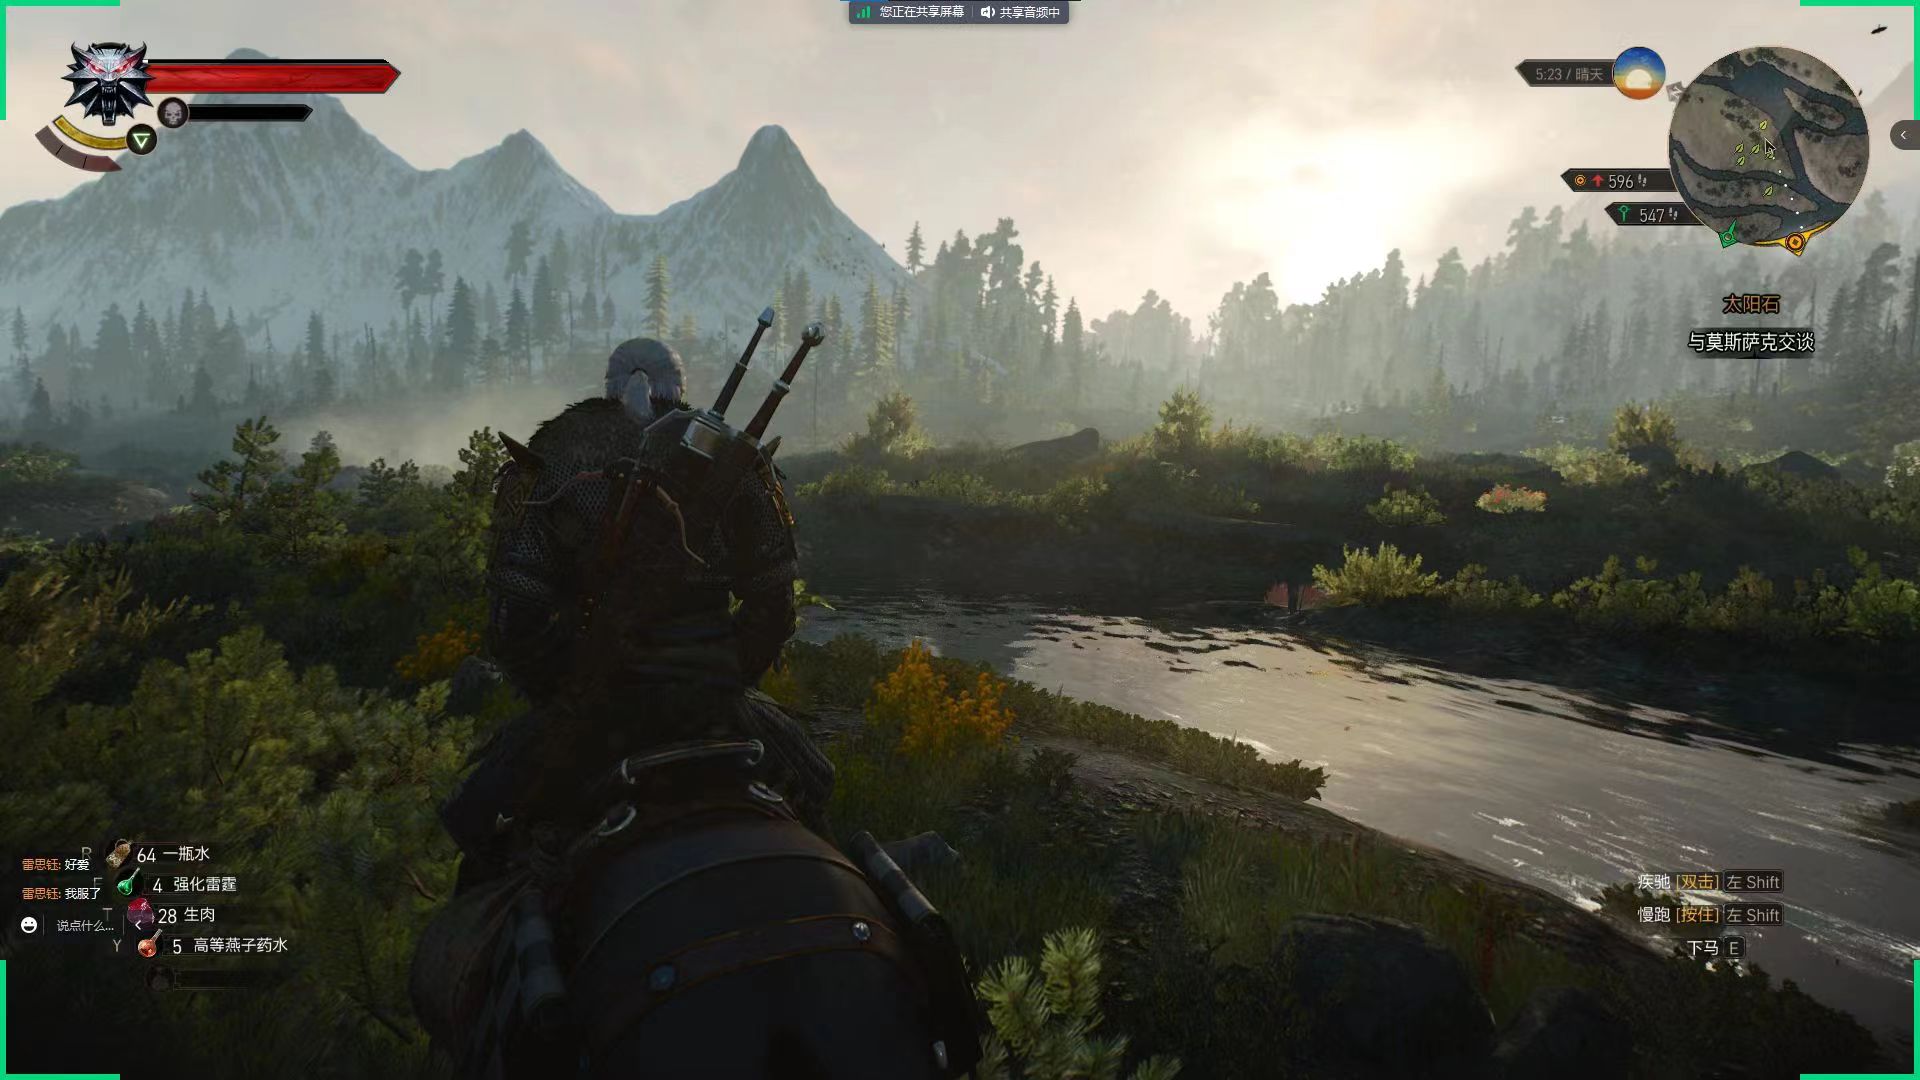 您正在共享屏幕 共享音频中
5:23 / 晴天
596
547
太阳石
与莫斯萨克交谈
R 64 一瓶水
雷思钰: 好爱
F 4 强化雷霆
雷思钰: 我服了
T 28 生肉
说点什么...
Y 5 高等燕子药水
疾驰 [双击] 左 Shift
慢跑 [按住] 左 Shift
下马 E